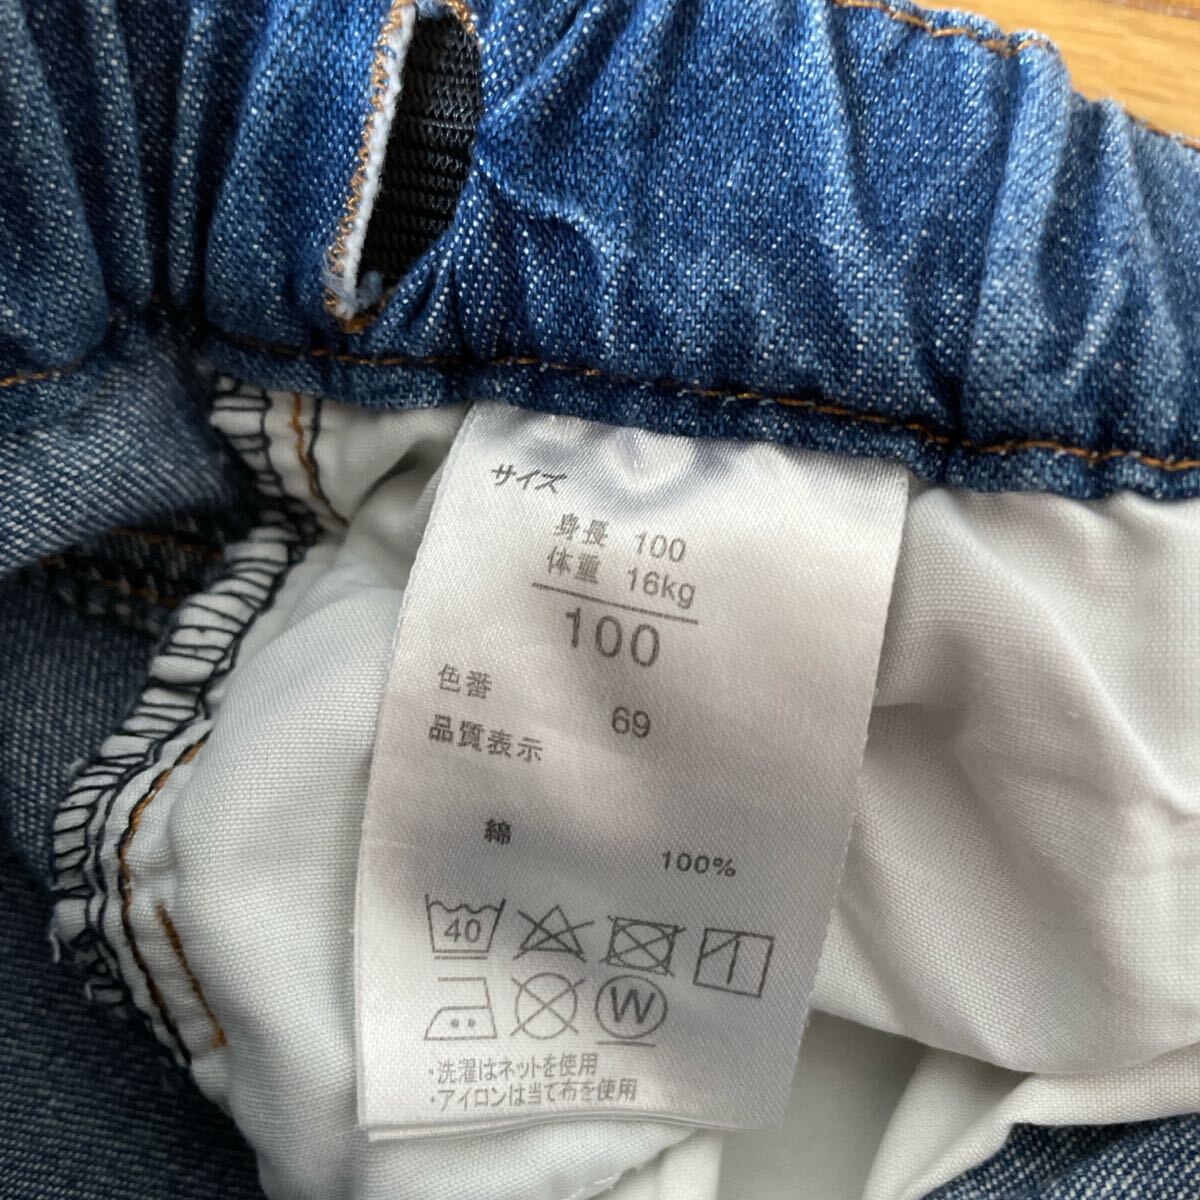 サイズ
身長 100
体重 16kg
100
色番 69
品質表示
綿 100%
40
W
・洗濯はネットを使用
・アイロンは当て布を使用